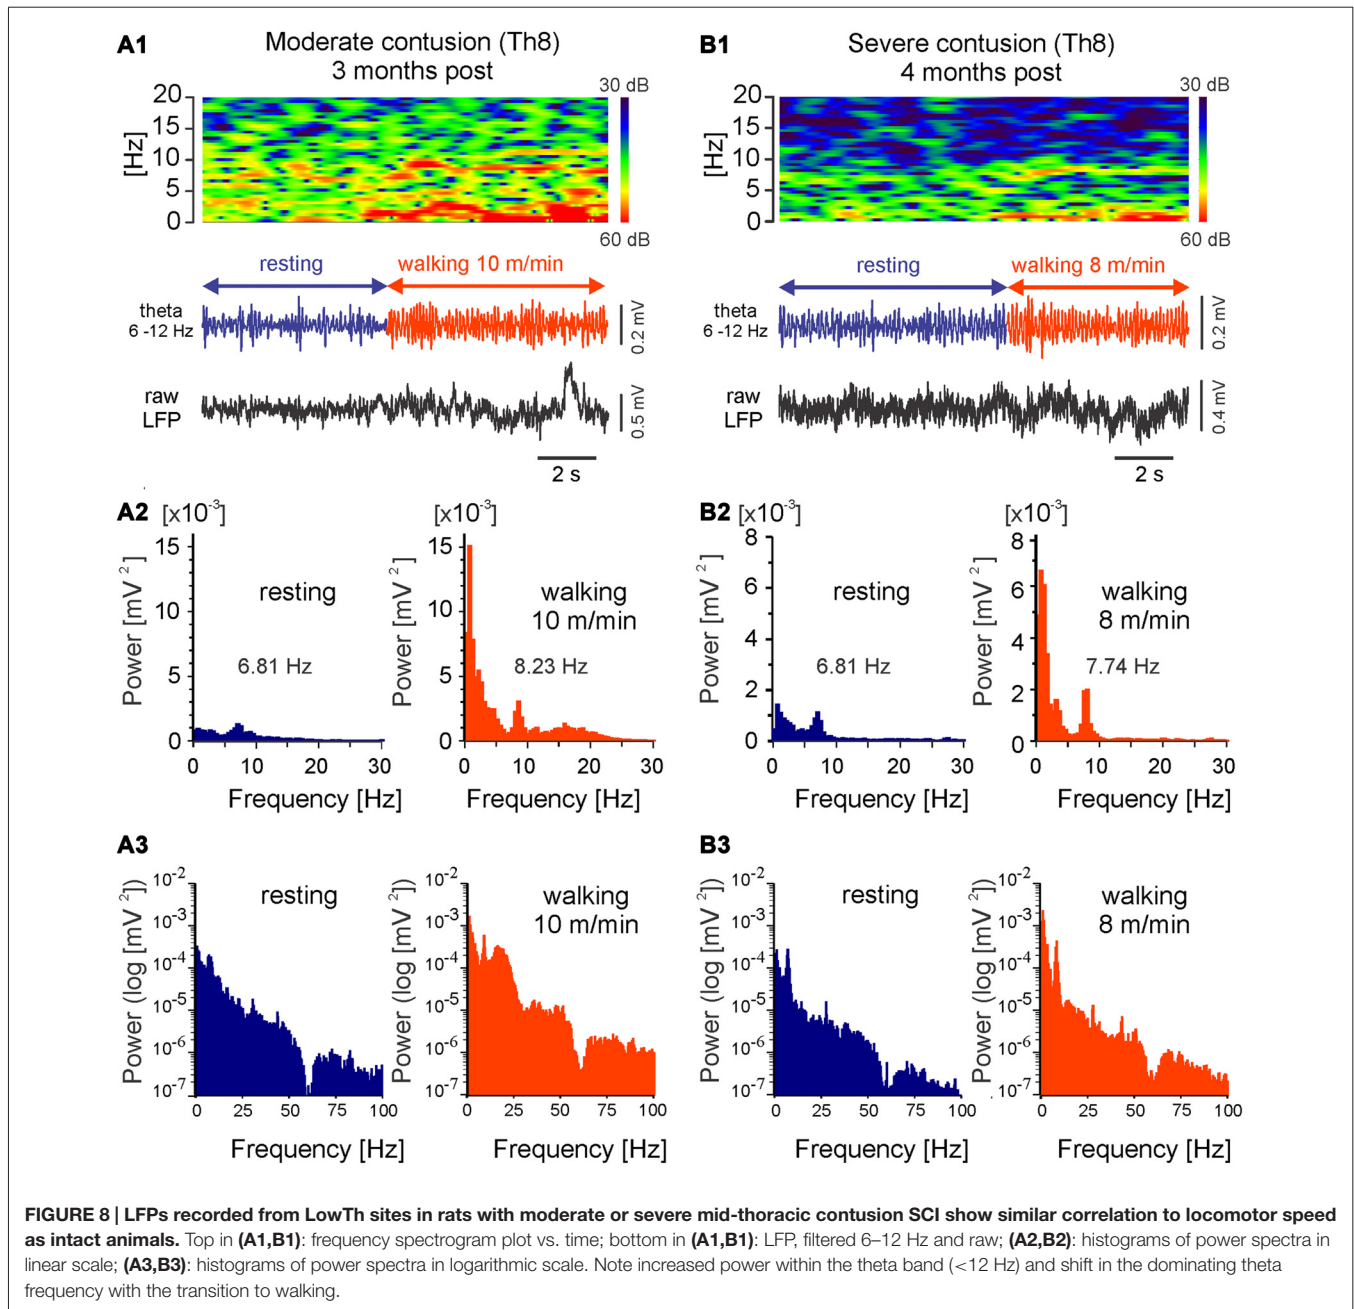 A1
Moderate contusion (Th8)
3 months post
30 dB
20
15
10
5
0
[Hz]
60 dB
resting
walking 10 m/min
theta
6 -12 Hz
0.2 mV
raw
LFP
0.5 mV
2 s
B1
Severe contusion (Th8)
4 months post
30 dB
20
15
10
5
0
[Hz]
60 dB
resting
walking 8 m/min
theta
6 -12 Hz
0.2 mV
raw
LFP
0.4 mV
2 s
A2
[x10⁻³]
15
10
5
0
Power [mV²]
resting
6.81 Hz
0 10 20 30
Frequency [Hz]
[x10⁻³]
15
10
5
0
Power [mV²]
walking
10 m/min
8.23 Hz
0 10 20 30
Frequency [Hz]
B2
[x10⁻³]
8
6
4
2
0
Power [mV²]
resting
6.81 Hz
0 10 20 30
Frequency [Hz]
[x10⁻³]
8
6
4
2
0
Power [mV²]
walking
8 m/min
7.74 Hz
0 10 20 30
Frequency [Hz]
A3
10⁻²
10⁻³
10⁻⁴
10⁻⁵
10⁻⁶
10⁻⁷
Power (log [mV²])
resting
0 25 50 75 100
Frequency [Hz]
10⁻²
10⁻³
10⁻⁴
10⁻⁵
10⁻⁶
10⁻⁷
Power (log [mV²])
walking
10 m/min
0 25 50 75 100
Frequency [Hz]
B3
10⁻²
10⁻³
10⁻⁴
10⁻⁵
10⁻⁶
10⁻⁷
Power (log [mV²])
resting
0 25 50 75 100
Frequency [Hz]
10⁻²
10⁻³
10⁻⁴
10⁻⁵
10⁻⁶
10⁻⁷
Power (log [mV²])
walking
8 m/min
0 25 50 75 100
Frequency [Hz]
FIGURE 8 | LFPs recorded from LowTh sites in rats with moderate or severe mid-thoracic contusion SCI show similar correlation to locomotor speed
as intact animals. Top in (A1,B1): frequency spectrogram plot vs. time; bottom in (A1,B1): LFP, filtered 6–12 Hz and raw; (A2,B2): histograms of power spectra in
linear scale; (A3,B3): histograms of power spectra in logarithmic scale. Note increased power within the theta band (<12 Hz) and shift in the dominating theta
frequency with the transition to walking.